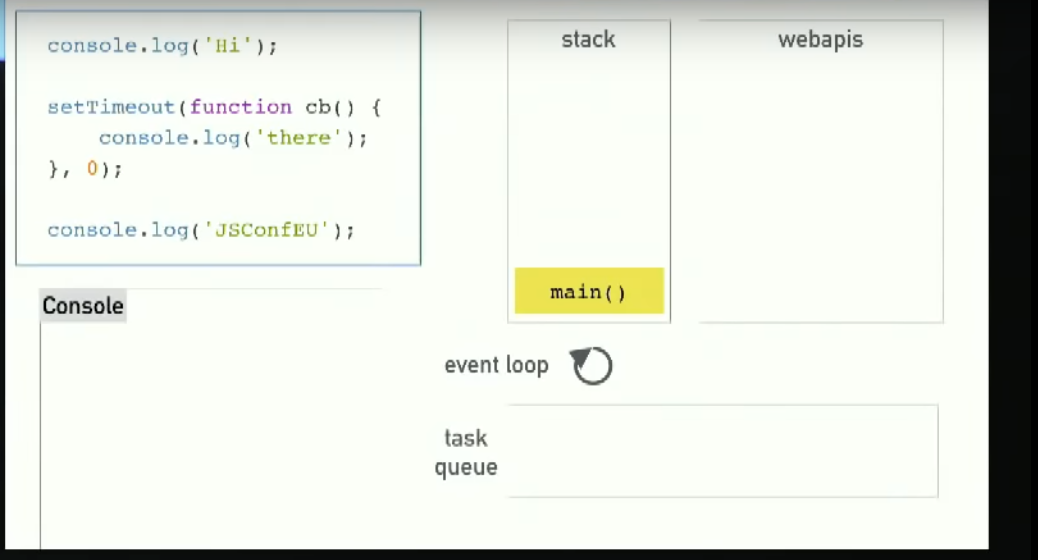 console.log('Hi');
setTimeout(function cb() {
    console.log('there');
}, 0);
console.log('JSConfEU');
Console
stack
main()
webapis
event loop
task
queue